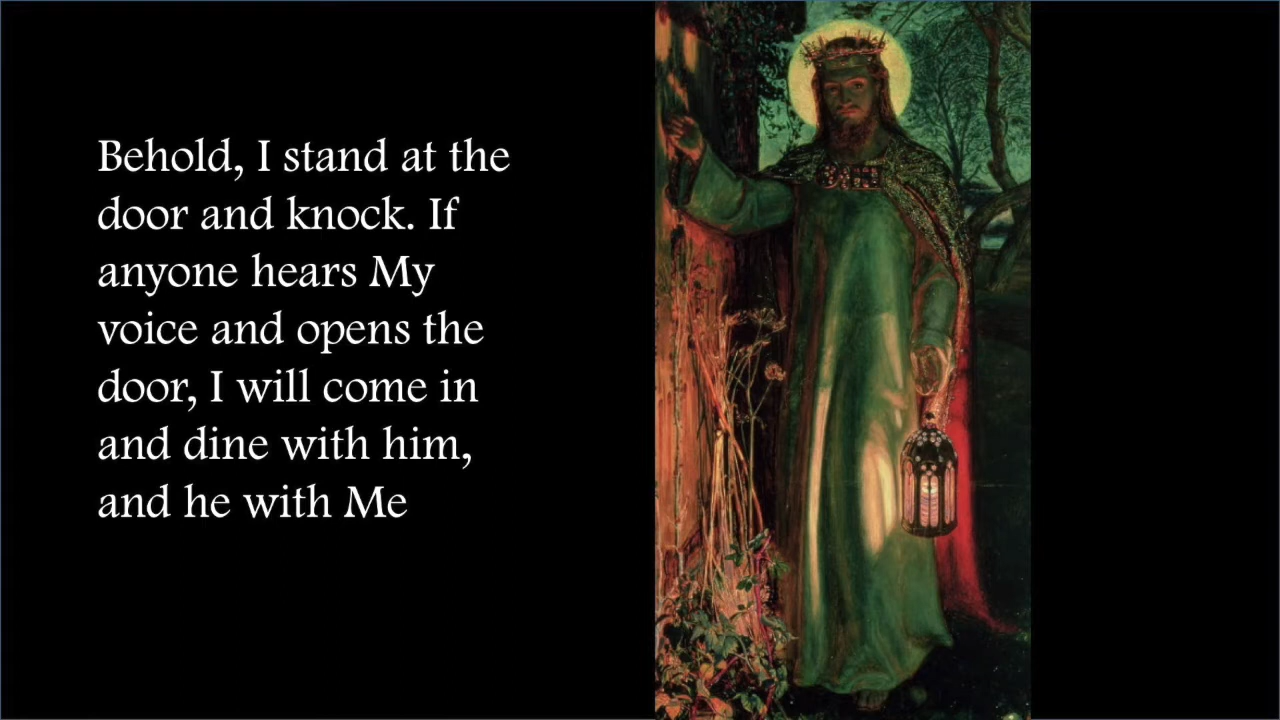 Behold, I stand at the
door and knock. If
anyone hears My
voice and opens the
door, I will come in
and dine with him,
and he with Me